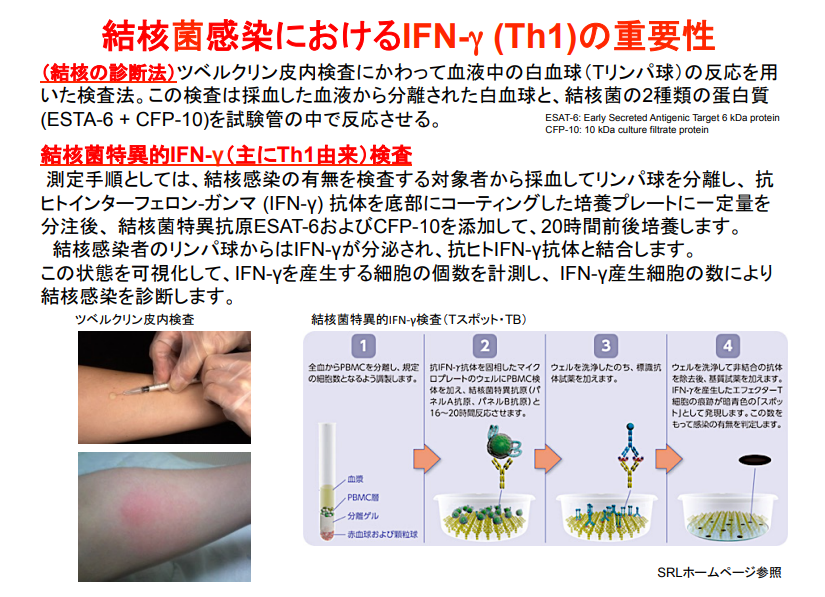 結核菌感染におけるIFN-γ (Th1)の重要性
（結核の診断法）ツベルクリン皮内検査にかわって血液中の白血球（Tリンパ球）の反応を用
いた検査法。この検査は採血した血液から分離された白血球と、結核菌の2種類の蛋白質
(ESTA-6 + CFP-10)を試験管の中で反応させる。
ESAT-6: Early Secreted Antigenic Target 6 kDa protein
CFP-10: 10 kDa culture filtrate protein
結核菌特異的IFN-γ（主にTh1由来）検査
測定手順としては、結核感染の有無を検査する対象者から採血してリンパ球を分離し、抗
ヒトインターフェロン-ガンマ (IFN-γ) 抗体を底部にコーティングした培養プレートに一定量を
分注後、 結核菌特異抗原ESAT-6およびCFP-10を添加して、20時間前後培養します。
結核感染者のリンパ球からはIFN-γが分泌され、抗ヒトIFN-γ抗体と結合します。
この状態を可視化して、IFN-γを産生する細胞の個数を計測し、 IFN-γ産生細胞の数により
結核感染を診断します。
ツベルクリン皮内検査
結核菌特異的IFN-γ検査（Tスポット・TB）
1
全血からPBMCを分離し、規定
の細胞数となるよう調製します。
血漿
PBMC層
分離ゲル
赤血球および顆粒球
2
抗IFN-γ抗体を固相したマイク
ロプレートのウェルにPBMC検
体を加え、結核菌特異抗原（パ
ネルA抗原、パネルB抗原）と
16～20時間反応させます。
3
ウェルを洗浄したのち、標識抗
体試薬を加えます。
4
ウェルを洗浄して非結合の抗体
を除去後、基質試薬を加えます。
IFN-γを産生したエフェクターT
細胞の痕跡が暗青色の「スポッ
ト」として発現します。この数を
もって感染の有無を判定します。
SRLホームページ参照